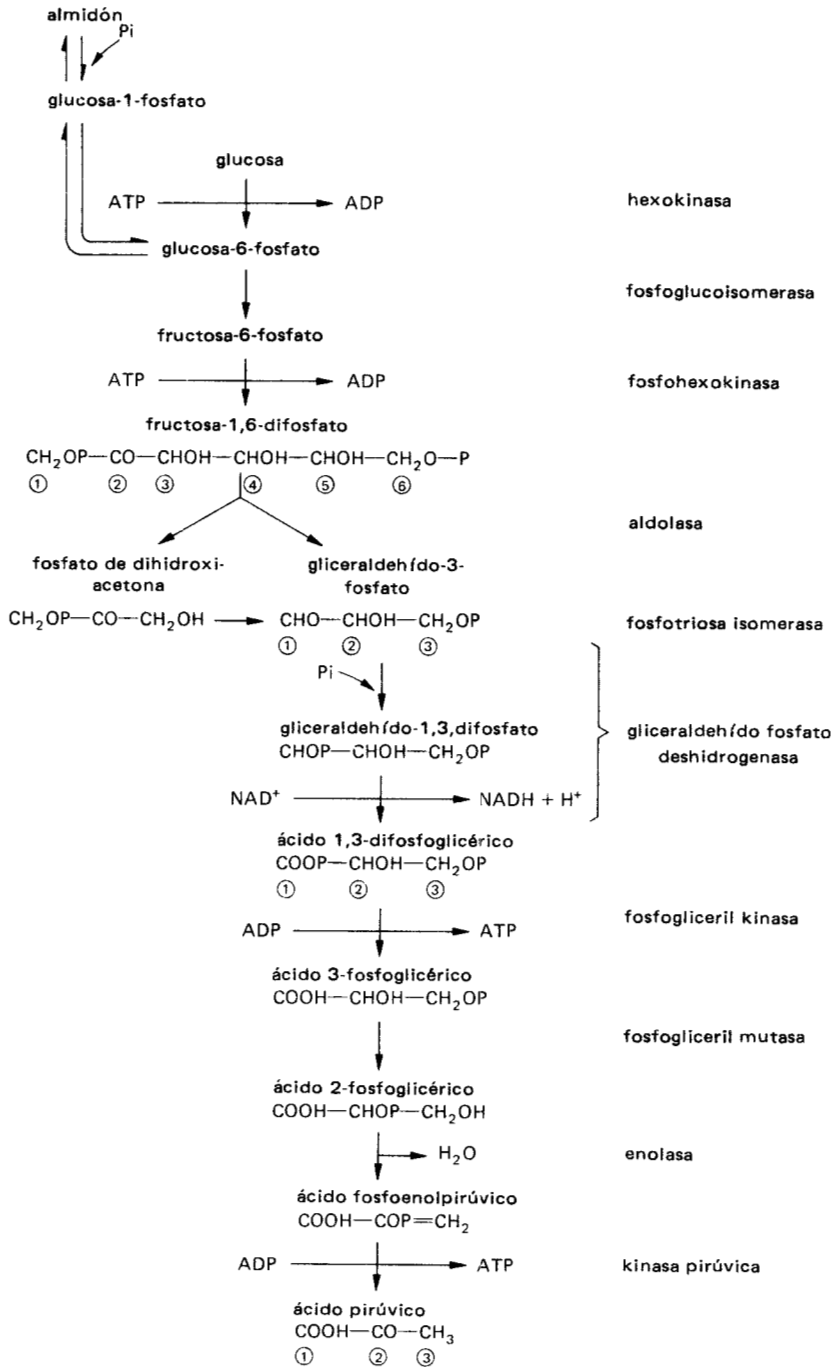 almidón
Pi
glucosa-1-fosfato
glucosa
ATP ADP hexokinasa
glucosa-6-fosfato
fosfoglucoisomerasa
fructosa-6-fosfato
ATP ADP fosfohexokinasa
fructosa-1,6-difosfato
CH₂OP—CO—CHOH—CHOH—CHOH—CH₂O—P
① ② ③ ④ ⑤ ⑥
aldolasa
fosfato de dihidroxi-
acetona
gliceraldehído-3-
fosfato
CH₂OP—CO—CH₂OH CHO—CHOH—CH₂OP fosfotriosa isomerasa
① ② ③
Pi
gliceraldehído-1,3,difosfato
CHOP—CHOH—CH₂OP
gliceraldehído fosfato
deshidrogenasa
NAD⁺ NADH + H⁺
ácido 1,3-difosfoglicérico
COOP—CHOH—CH₂OP
① ② ③
ADP ATP fosfogliceril kinasa
ácido 3-fosfoglicérico
COOH—CHOH—CH₂OP
fosfogliceril mutasa
ácido 2-fosfoglicérico
COOH—CHOP—CH₂OH
H₂O enolasa
ácido fosfoenolpirúvico
COOH—COP=CH₂
ADP ATP kinasa pirúvica
ácido pirúvico
COOH—CO—CH₃
① ② ③